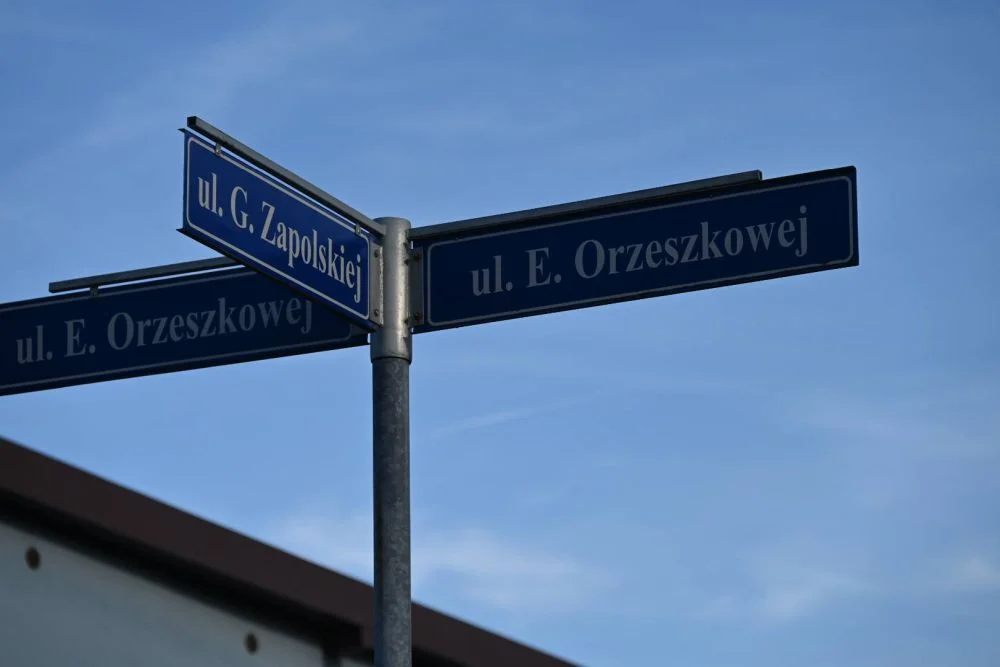 ul. G. Zapolskiej
ul. E. Orzeszkowej
ul. E. Orzeszkowej